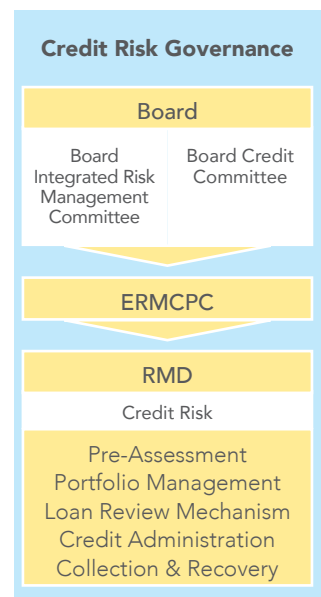 Credit Risk Governance
Board
Board
Integrated Risk
Management
Committee
Board Credit
Committee
ERMCPC
RMD
Credit Risk
Pre-Assessment
Portfolio Management
Loan Review Mechanism
Credit Administration
Collection & Recovery